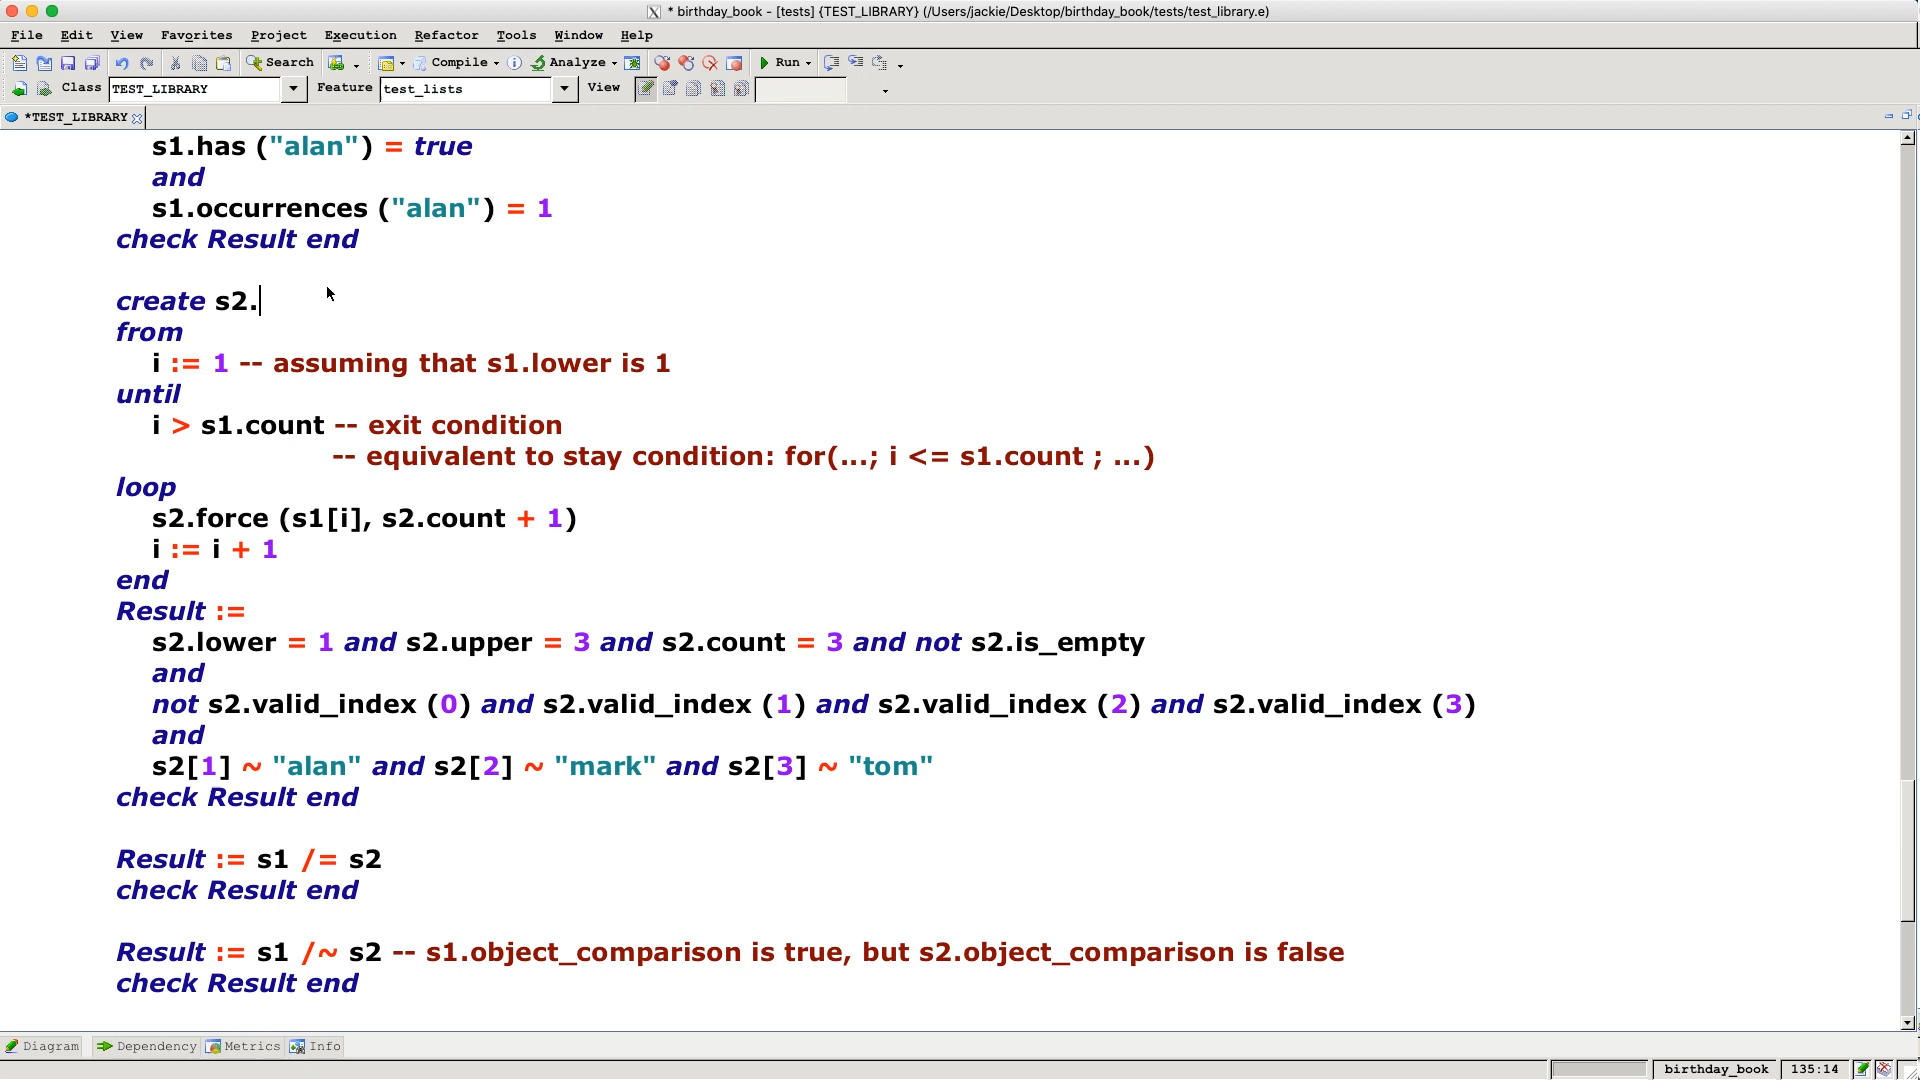 * birthday_book - [tests] {TEST_LIBRARY} (/Users/jackie/Desktop/birthday_book/tests/test_library.e)
File Edit View Favorites Project Execution Refactor Tools Window Help
Search Compile Analyze Run
Class TEST_LIBRARY Feature test_lists View
*TEST_LIBRARY
s1.has ("alan") = true
and
s1.occurrences ("alan") = 1
check Result end
create s2.
from
i := 1 -- assuming that s1.lower is 1
until
i > s1.count -- exit condition
-- equivalent to stay condition: for(...; i <= s1.count ; ...)
loop
s2.force (s1[i], s2.count + 1)
i := i + 1
end
Result :=
s2.lower = 1 and s2.upper = 3 and s2.count = 3 and not s2.is_empty
and
not s2.valid_index (0) and s2.valid_index (1) and s2.valid_index (2) and s2.valid_index (3)
and
s2[1] ~ "alan" and s2[2] ~ "mark" and s2[3] ~ "tom"
check Result end
Result := s1 /= s2
check Result end
Result := s1 /~ s2 -- s1.object_comparison is true, but s2.object_comparison is false
check Result end
Diagram Dependency Metrics Info
birthday_book 135:14